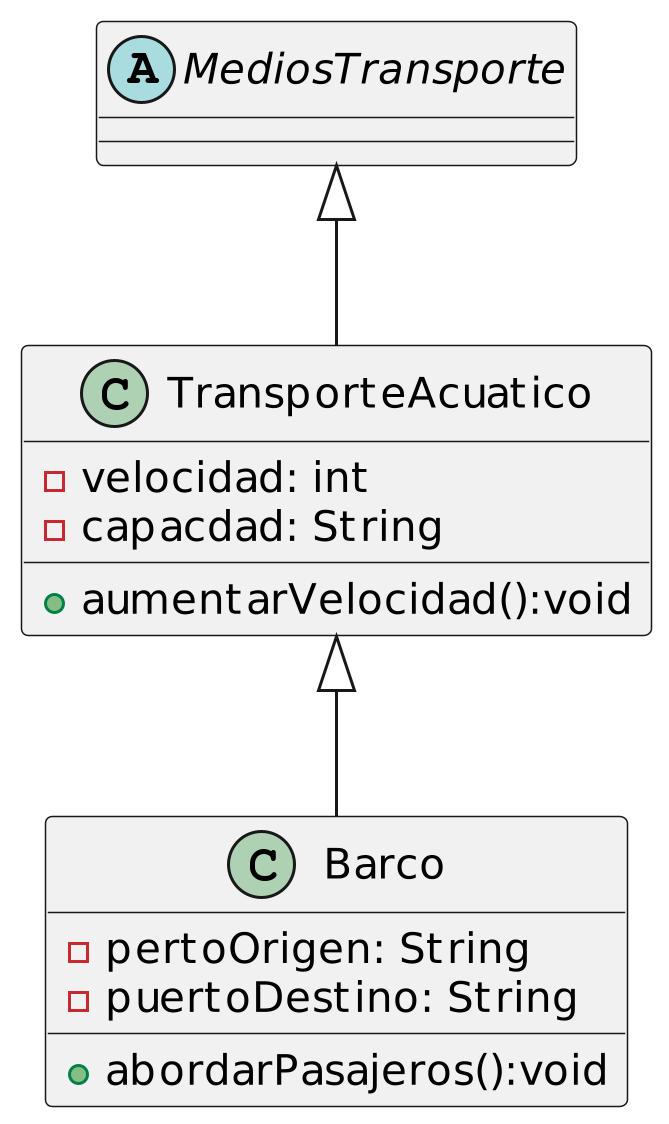 A MediosTransporte
C TransporteAcuatico
velocidad: int
capacdad: String
aumentarVelocidad():void
C Barco
pertoOrigen: String
puertoDestino: String
abordarPasajeros():void